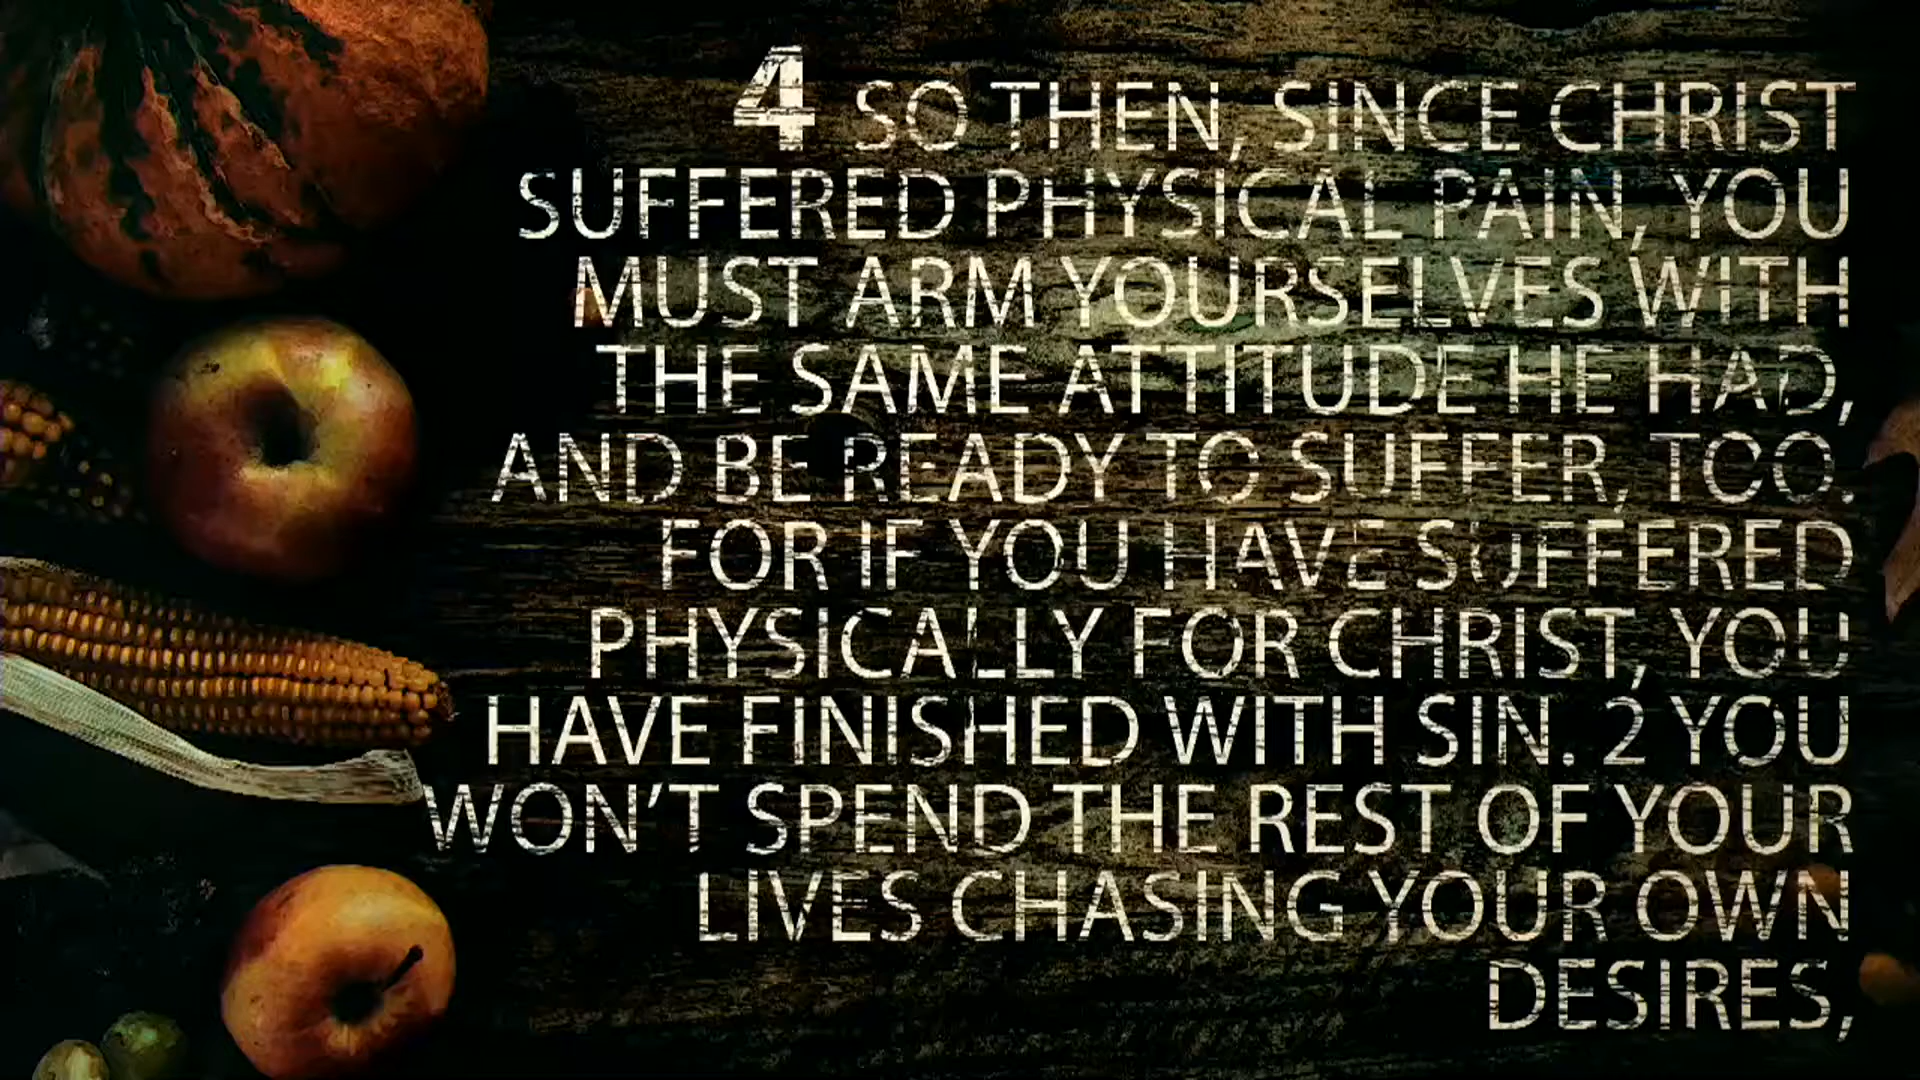 4 SO THEN, SINCE CHRIST
SUFFERED PHYSICAL PAIN, YOU
MUST ARM YOURSELVES WITH
THE SAME ATTITUDE HE HAD,
AND BE READY TO SUFFER, TOO.
FOR IF YOU HAVE SUFFERED
PHYSICALLY FOR CHRIST, YOU
HAVE FINISHED WITH SIN. 2 YOU
WON’T SPEND THE REST OF YOUR
LIVES CHASING YOUR OWN
DESIRES,